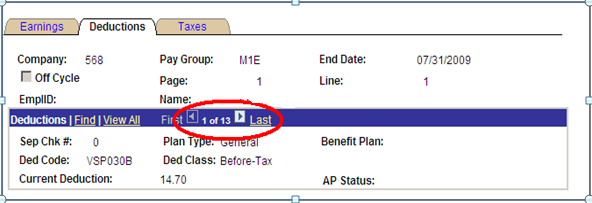 Earnings Deductions Taxes
Company: 568 Pay Group: M1E End Date: 07/31/2009
Off Cycle Page: 1 Line: 1
EmplID: Name:
Deductions | Find | View All First 1 of 13 Last
Sep Chk #: 0 Plan Type: General Benefit Plan:
Ded Code: VSP030B Ded Class: Before-Tax
Current Deduction: 14.70 AP Status: